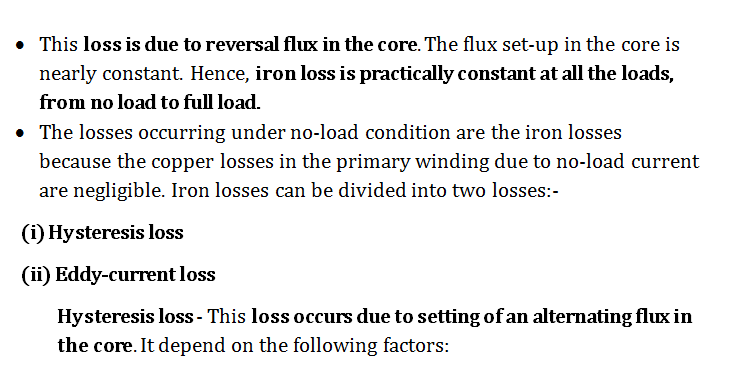 • This loss is due to reversal flux in the core. The flux set-up in the core is
nearly constant. Hence, iron loss is practically constant at all the loads,
from no load to full load.
• The losses occurring under no-load condition are the iron losses
because the copper losses in the primary winding due to no-load current
are negligible. Iron losses can be divided into two losses:-
(i) Hysteresis loss
(ii) Eddy-current loss
Hysteresis loss - This loss occurs due to setting of an alternating flux in
the core. It depend on the following factors: